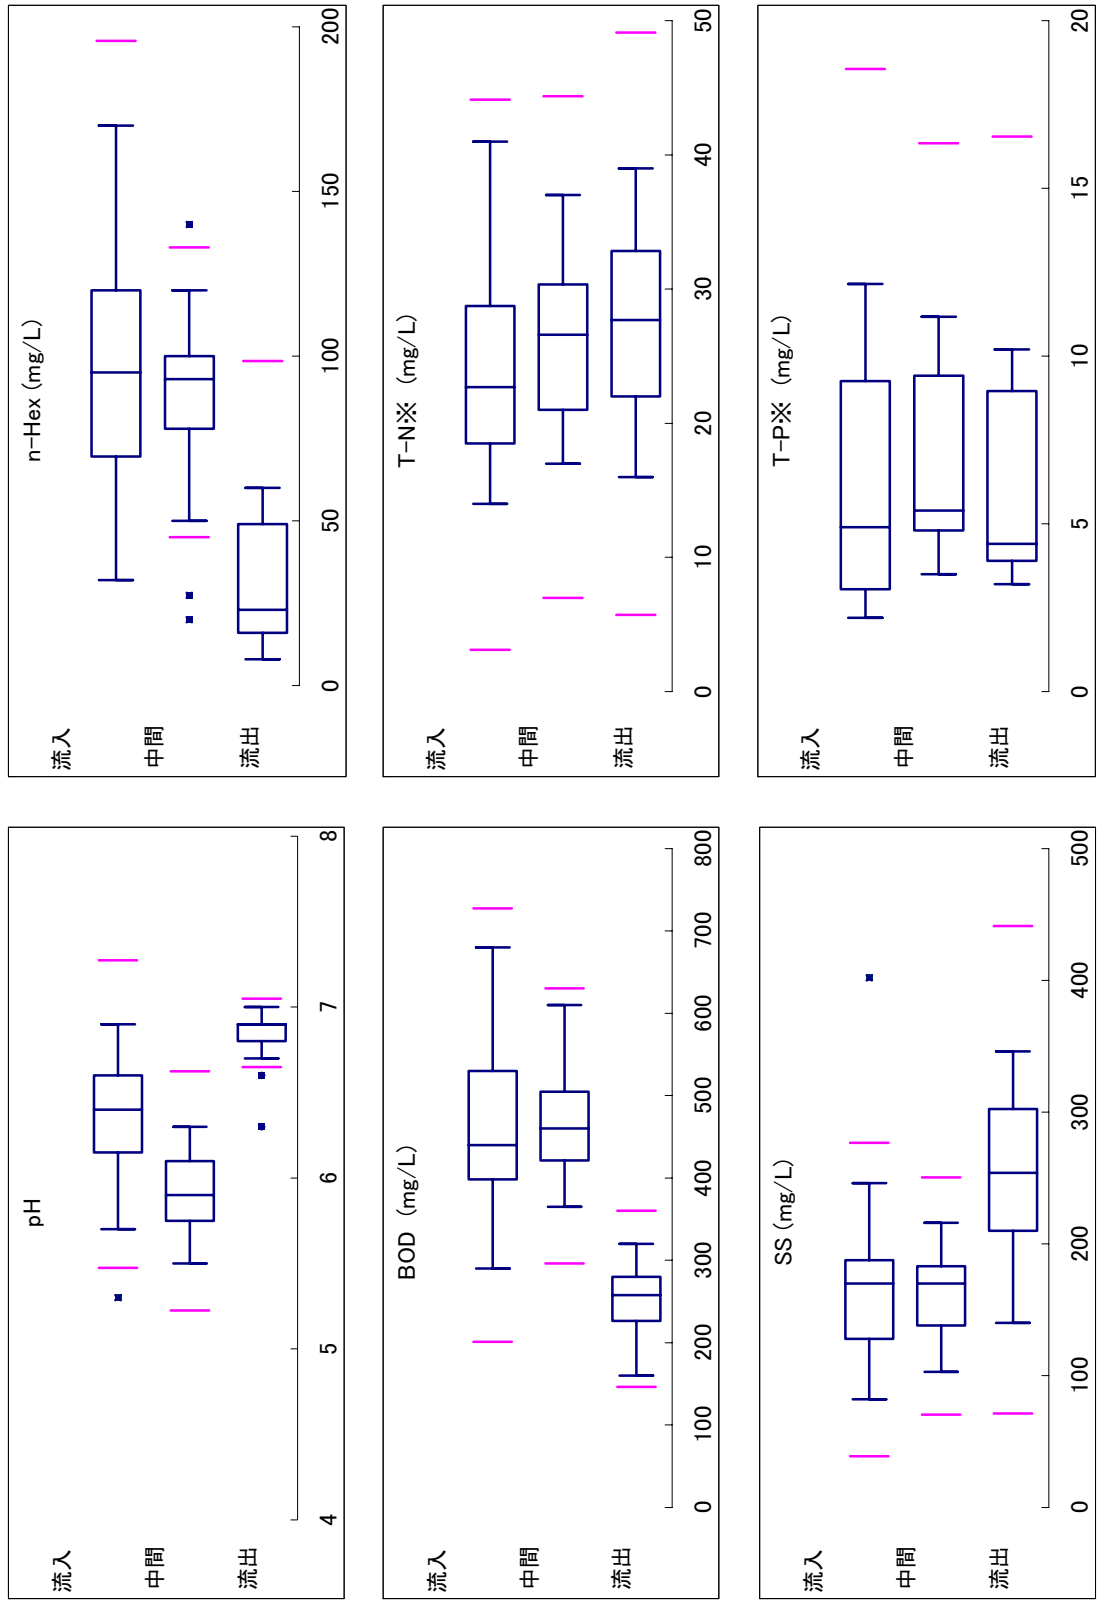 pH
流入
中間
流出
4 5 6 7 8
n-Hex (mg/L)
流入
中間
流出
0 50 100 150 200
BOD (mg/L)
流入
中間
流出
0 100 200 300 400 500 600 700 800
T-N※ (mg/L)
流入
中間
流出
0 10 20 30 40 50
SS (mg/L)
流入
中間
流出
0 100 200 300 400 500
T-P※ (mg/L)
流入
中間
流出
0 5 10 15 20